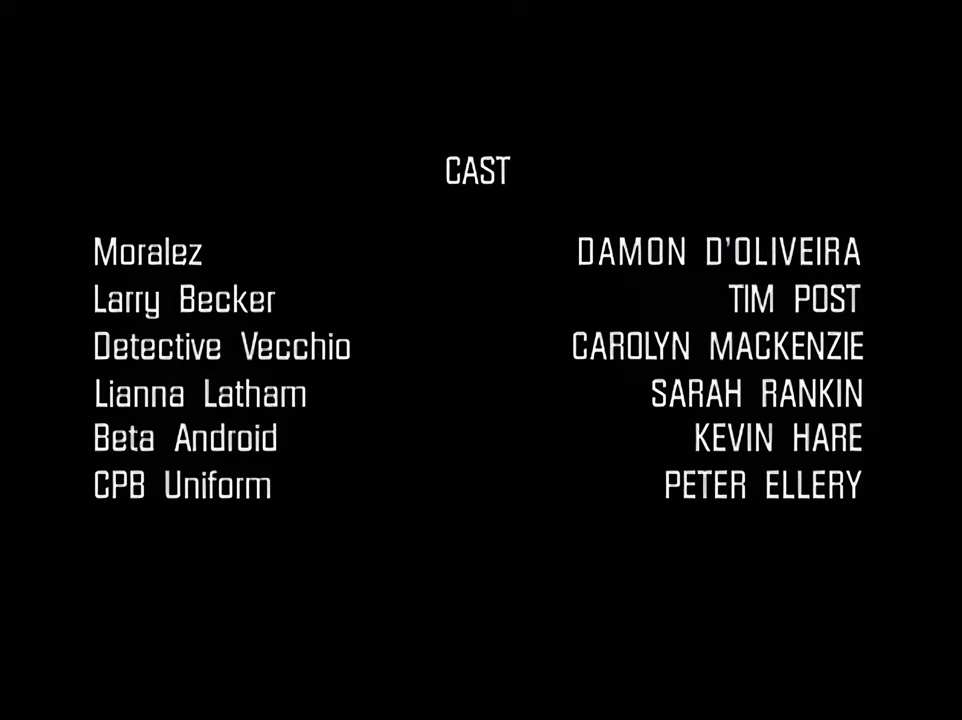 CAST
Moralez DAMON D'OLIVEIRA
Larry Becker TIM POST
Detective Vecchio CAROLYN MACKENZIE
Lianna Latham SARAH RANKIN
Beta Android KEVIN HARE
CPB Uniform PETER ELLERY